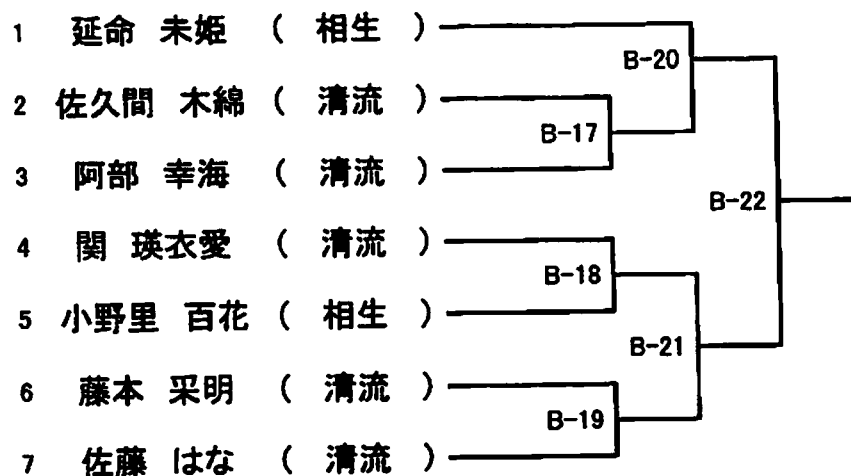 1 延命 未姫 ( 相生 )
B-20
2 佐久間 木綿 ( 清流 )
B-17
3 阿部 幸海 ( 清流 )
B-22
4 関 瑛衣愛 ( 清流 )
B-18
5 小野里 百花 ( 相生 )
B-21
6 藤本 采明 ( 清流 )
B-19
7 佐藤 はな ( 清流 )